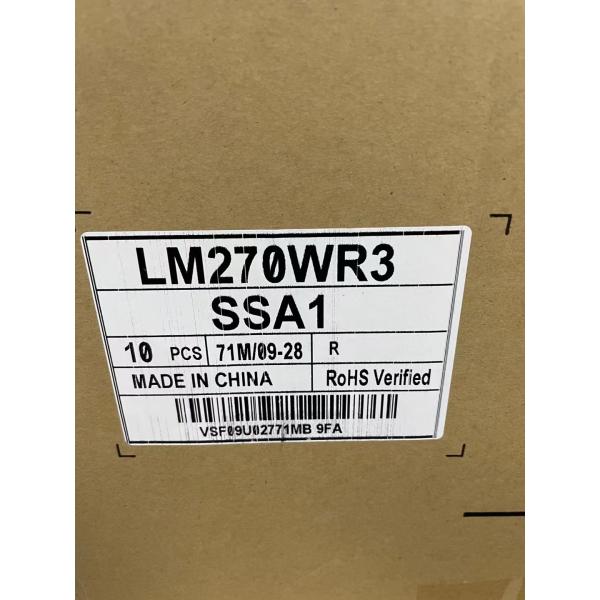 LM270WR3
SSA1
10 PCS 71M/09-28 R
MADE IN CHINA RoHS Verified
VSF09U02771MB 9FA